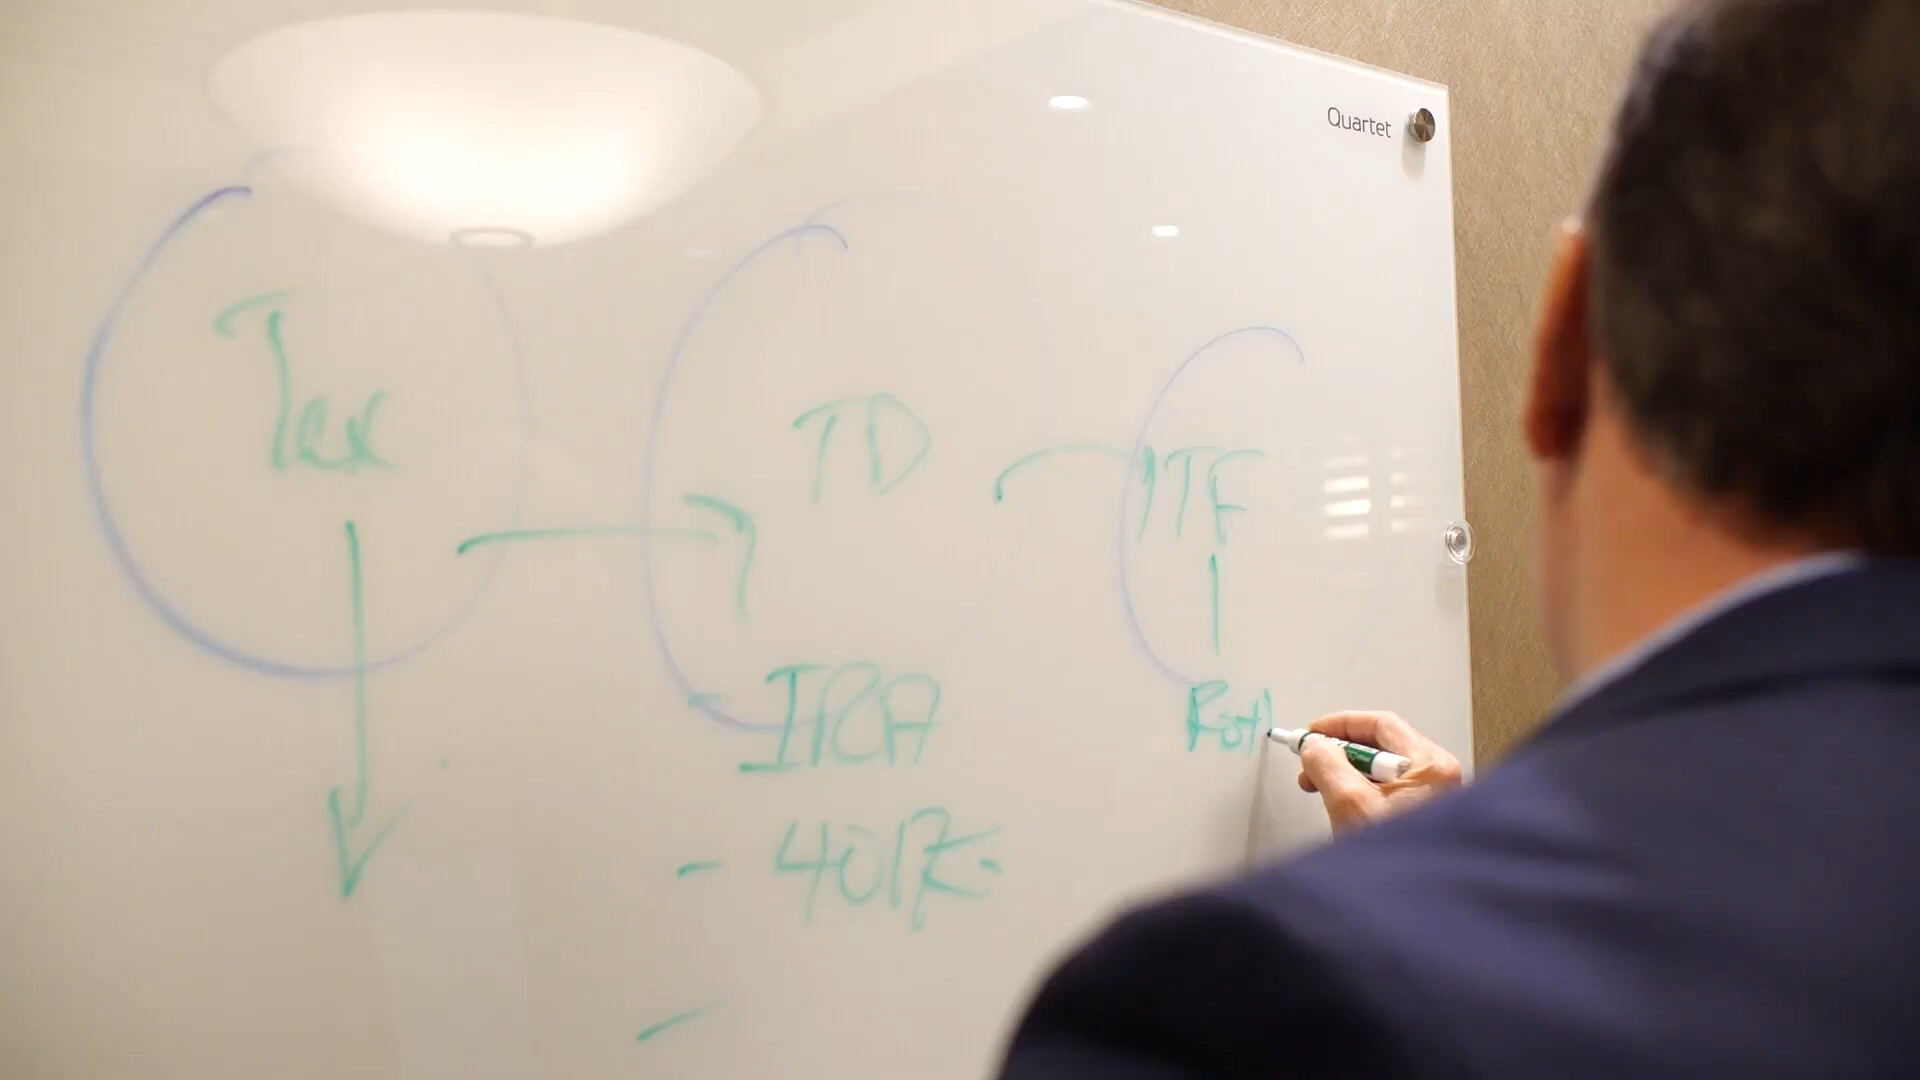 Quartet
Tax
TD
TF
IRA
Roth
- 401K
-